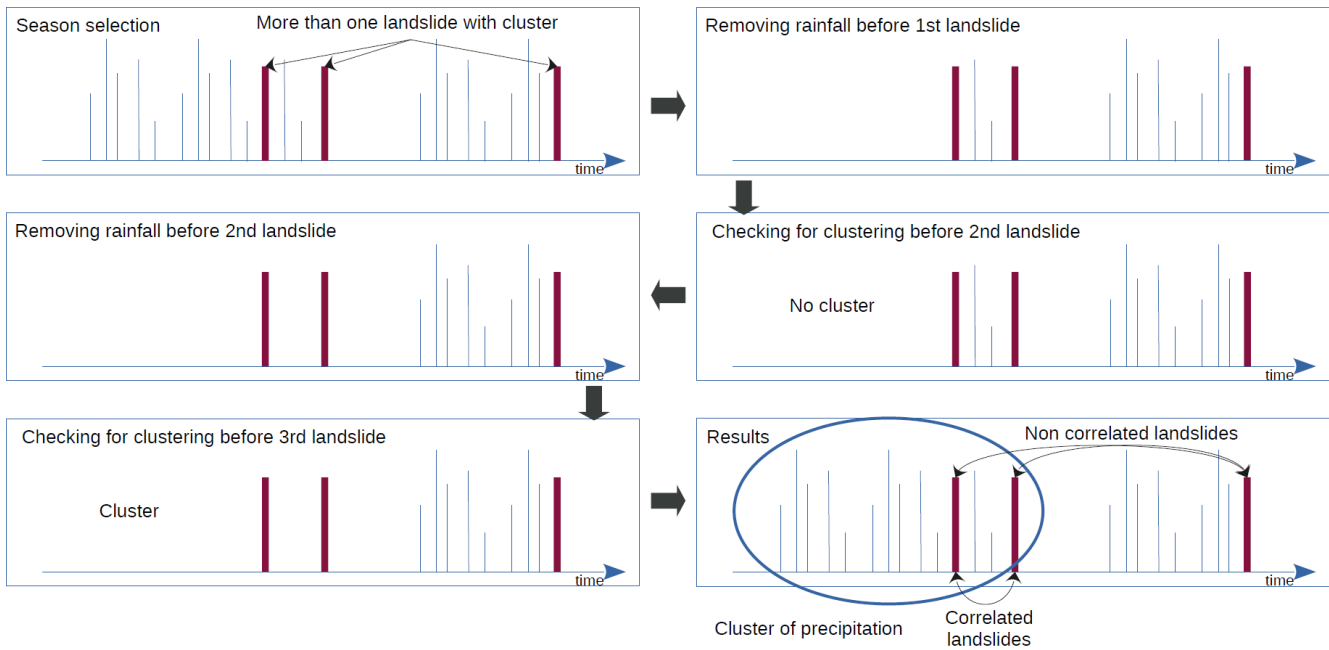 Season selection
More than one landslide with cluster
time
Removing rainfall before 1st landslide
time
Removing rainfall before 2nd landslide
time
Checking for clustering before 2nd landslide
No cluster
time
Checking for clustering before 3rd landslide
Cluster
time
Results
Non correlated landslides
time
Cluster of precipitation
Correlated
landslides